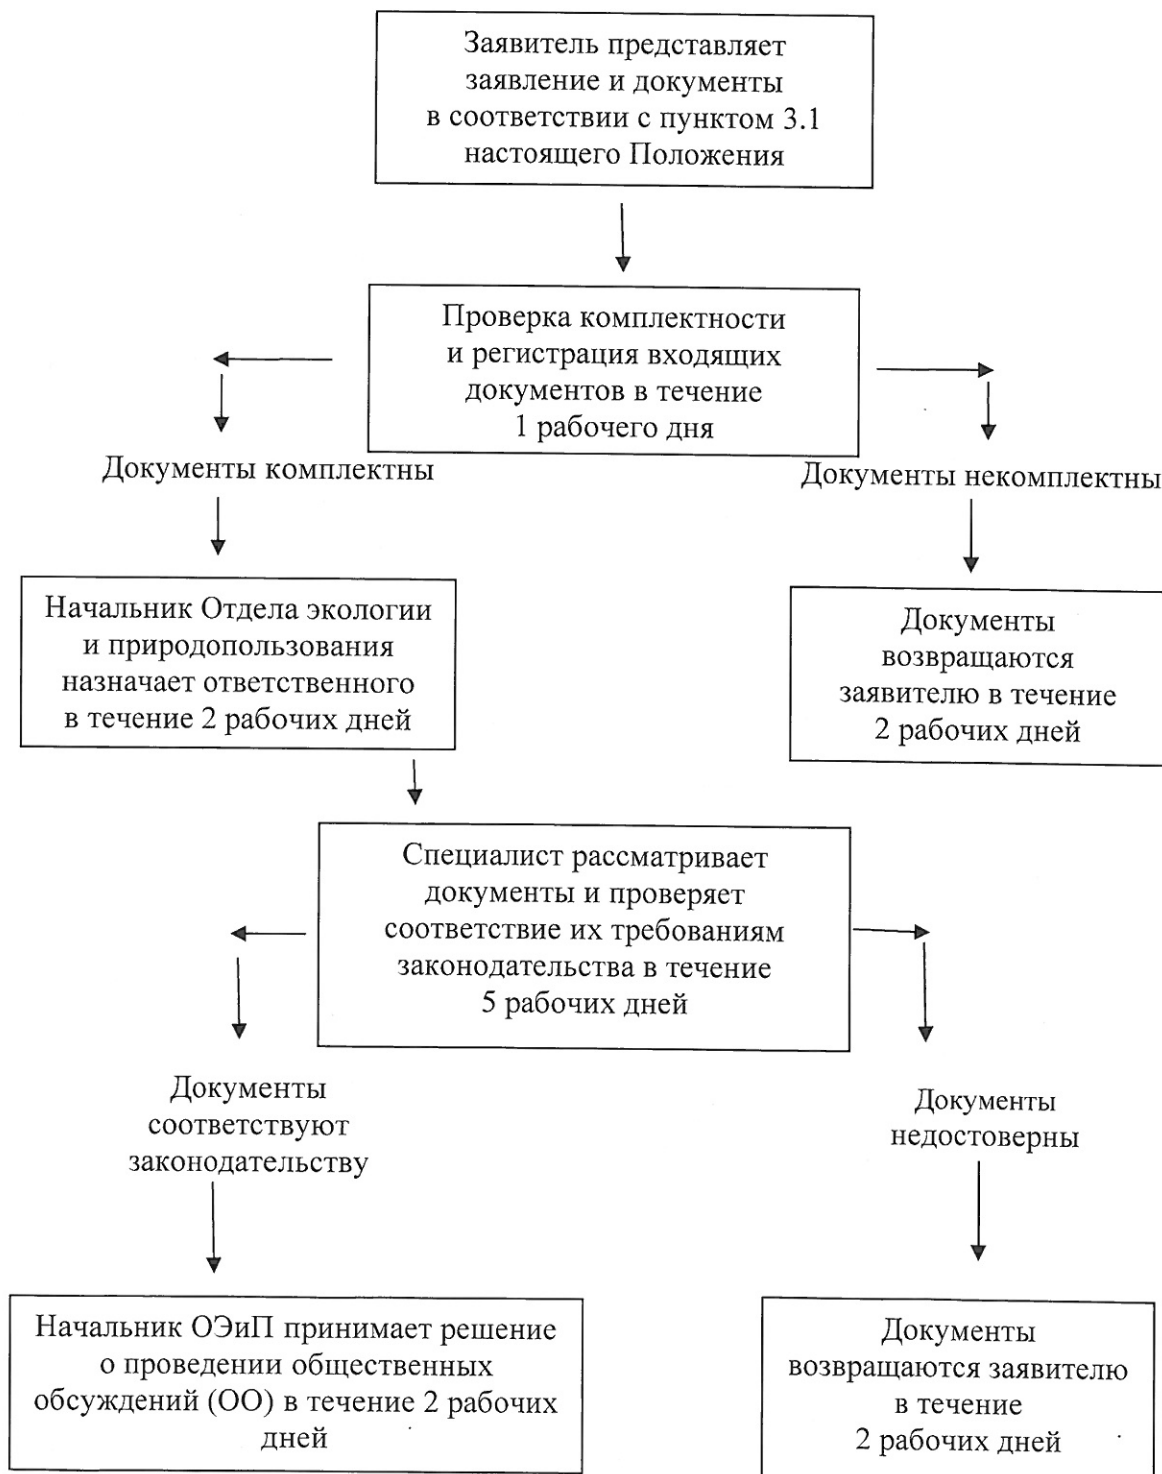 Заявитель представляет
заявление и документы
в соответствии с пунктом 3.1
настоящего Положения
Проверка комплектности
и регистрация входящих
документов в течение
1 рабочего дня
Документы комплектны
Документы некомплектны
Начальник Отдела экологии
и природопользования
назначает ответственного
в течение 2 рабочих дней
Документы
возвращаются
заявителю в течение
2 рабочих дней
Специалист рассматривает
документы и проверяет
соответствие их требованиям
законодательства в течение
5 рабочих дней
Документы
соответствуют
законодательству
Документы
недостоверны
Начальник ОЭиП принимает решение
о проведении общественных
обсуждений (ОО) в течение 2 рабочих
дней
Документы
возвращаются заявителю
в течение
2 рабочих дней